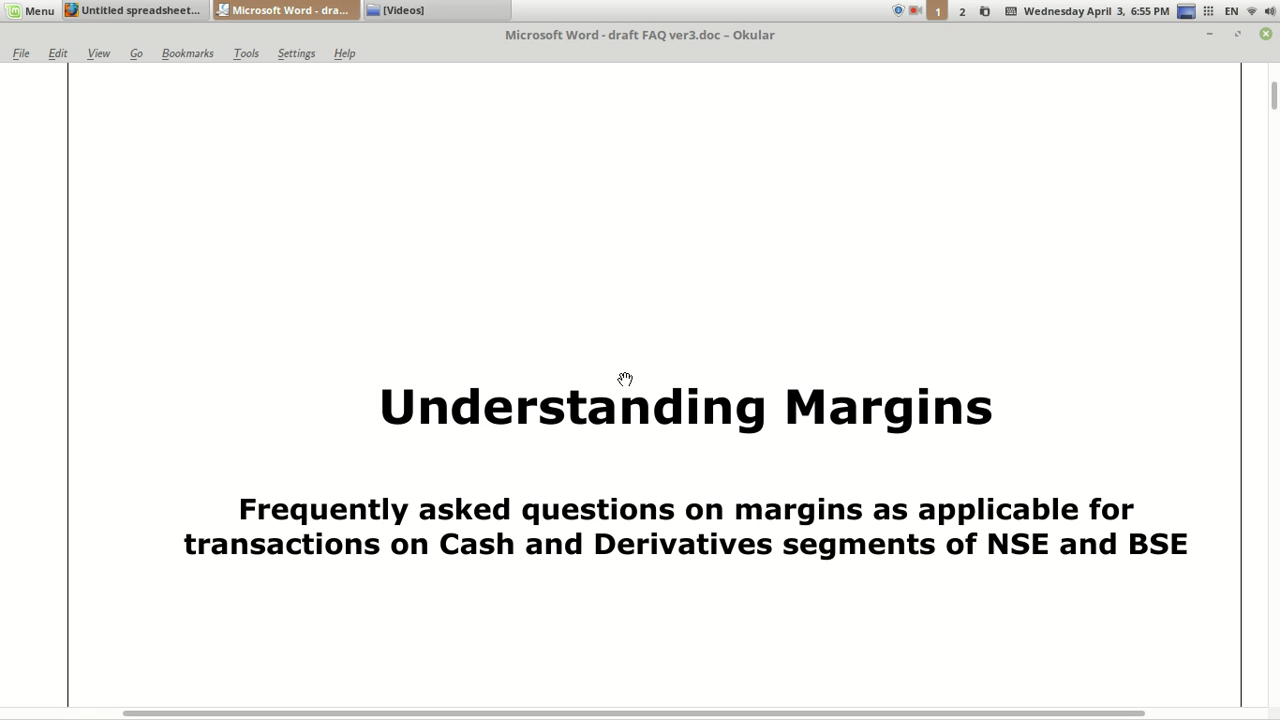 Menu
Untitled spreadsheet...
Microsoft Word - dra...
[Videos]
1
2
Wednesday April 3, 6:55 PM
EN
Microsoft Word - draft FAQ ver3.doc – Okular
File Edit View Go Bookmarks Tools Settings Help
Understanding Margins
Frequently asked questions on margins as applicable for
transactions on Cash and Derivatives segments of NSE and BSE